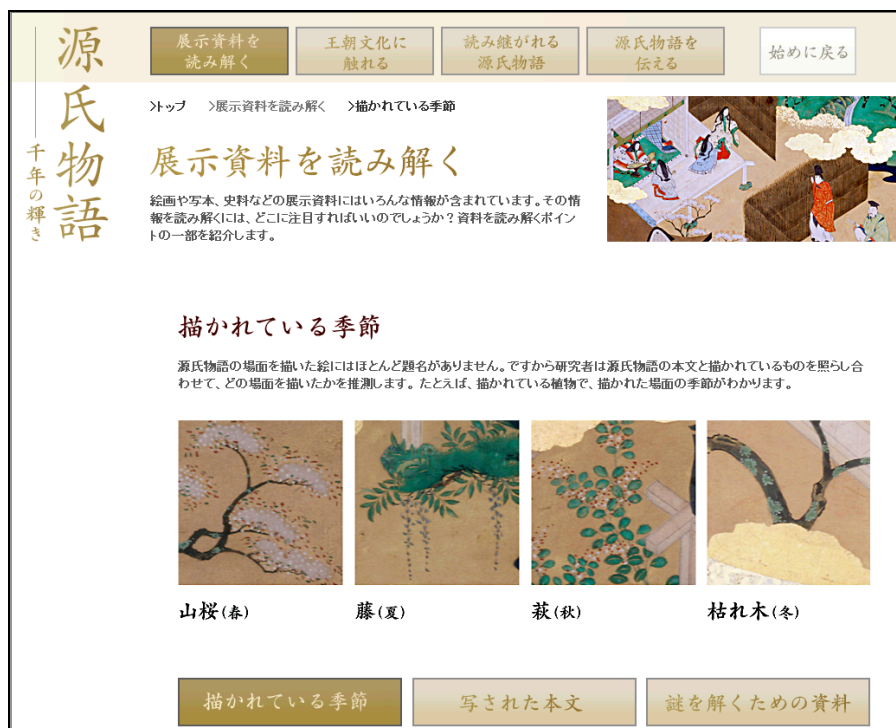 源氏物語
千年の輝き
展示資料を
読み解く
王朝文化に
触れる
読み継がれる
源氏物語
源氏物語を
伝える
始めに戻る
>トップ >展示資料を読み解く >描かれている季節
展示資料を読み解く
絵画や写本、史料などの展示資料にはいろんな情報が含まれています。その情
報を読み解くには、どこに注目すればいいのでしょうか？資料を読み解くポイン
トの一部を紹介します。
描かれている季節
源氏物語の場面を描いた絵にはほとんど題名がありません。ですから研究者は源氏物語の本文と描かれているものを照らし合
わせて、どの場面を描いたかを推測します。たとえば、描かれている植物で、描かれた場面の季節がわかります。
山桜(春)
藤(夏)
萩(秋)
枯れ木(冬)
描かれている季節
写された本文
謎を解くための資料